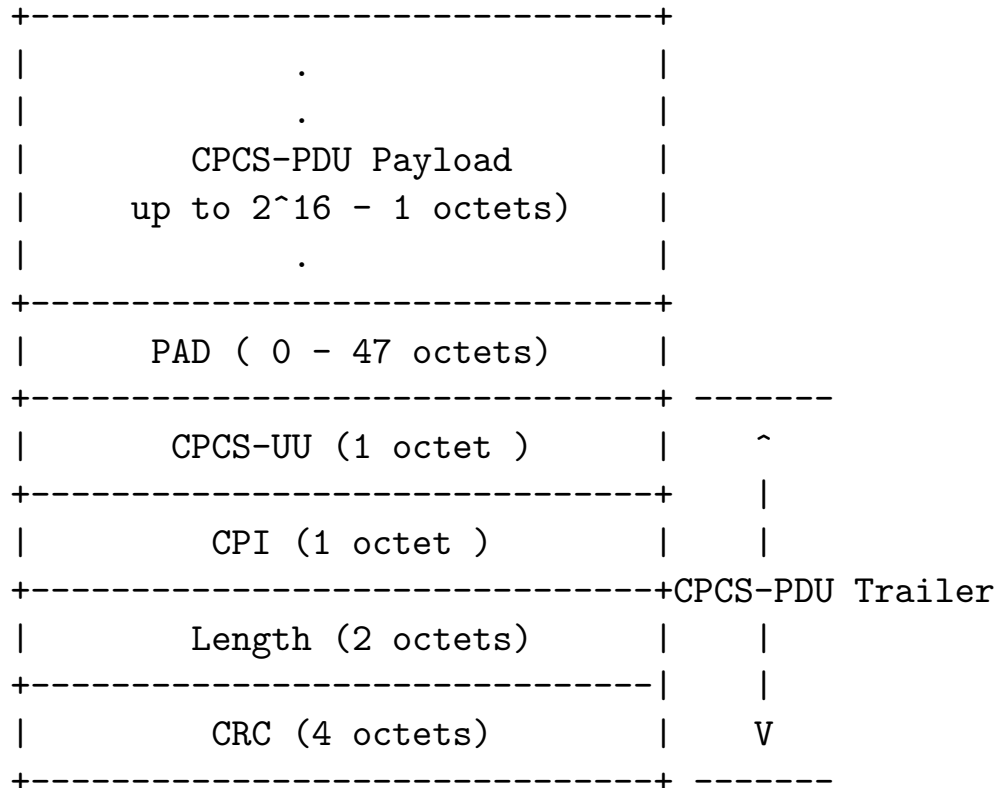 +-------------------------------+
|             .                 |
|             .                 |
|        CPCS-PDU Payload       |
|     up to 2^16 - 1 octets)    |
|             .                 |
+-------------------------------+
|      PAD ( 0 - 47 octets)     |
+-------------------------------+ -------
|       CPCS-UU (1 octet )      |    ^
+-------------------------------+    |
|         CPI (1 octet )        |    |
+-------------------------------+CPCS-PDU Trailer
|        Length (2 octets)      |    |
+-------------------------------|    |
|         CRC (4 octets)        |    V
+-------------------------------+ -------